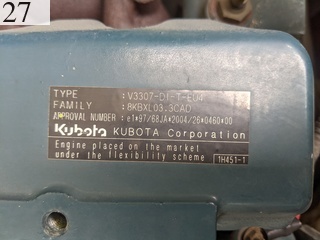 27
TYPE : V3307-DI-T-E04
FAMILY : 8KBXL03.3CAD
APPROVAL NUMBER : e1*97/68JA*2004/26*0460*00
Kubota KUBOTA Corporation
Engine placed on the market
under the flexibility scheme 1H451-1